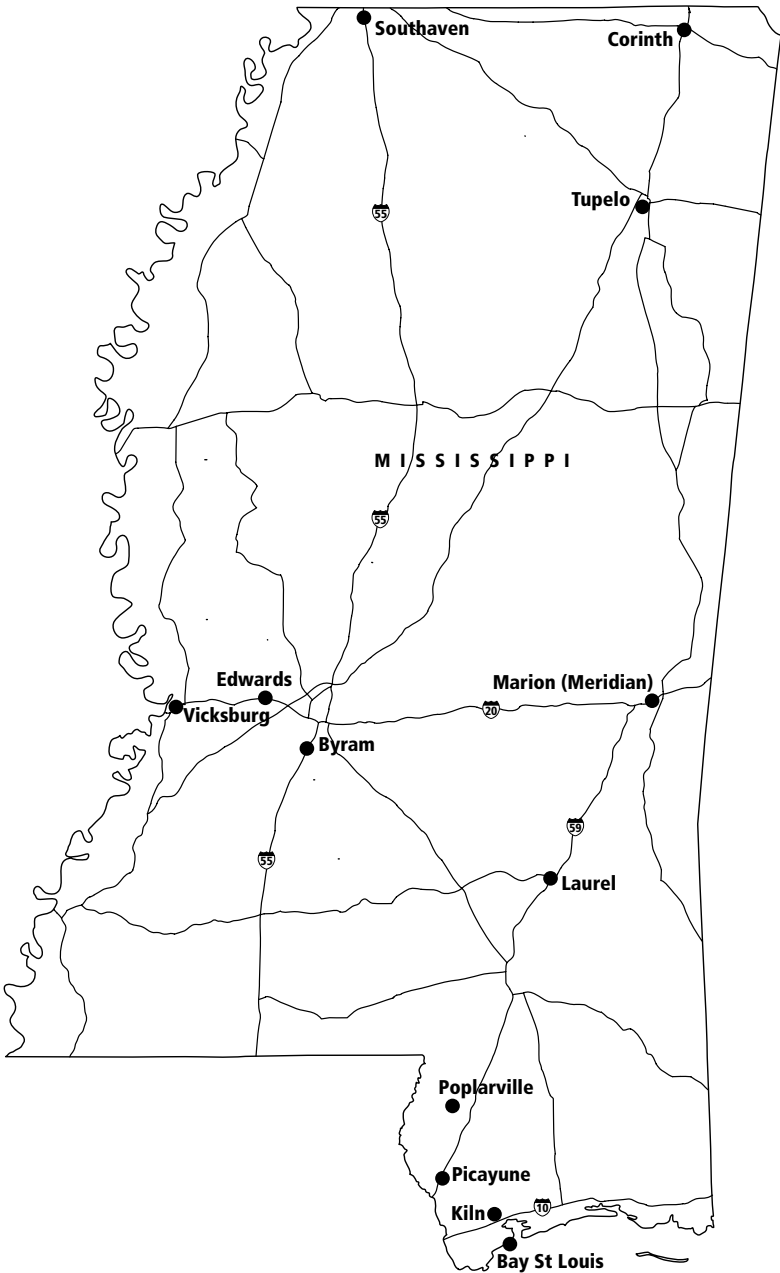 Southaven
Corinth
Tupelo
55
MISSISSIPPI
55
Edwards
Marion (Meridian)
Vicksburg
20
Byram
59
55
Laurel
Poplarville
Picayune
Kiln
10
Bay St Louis